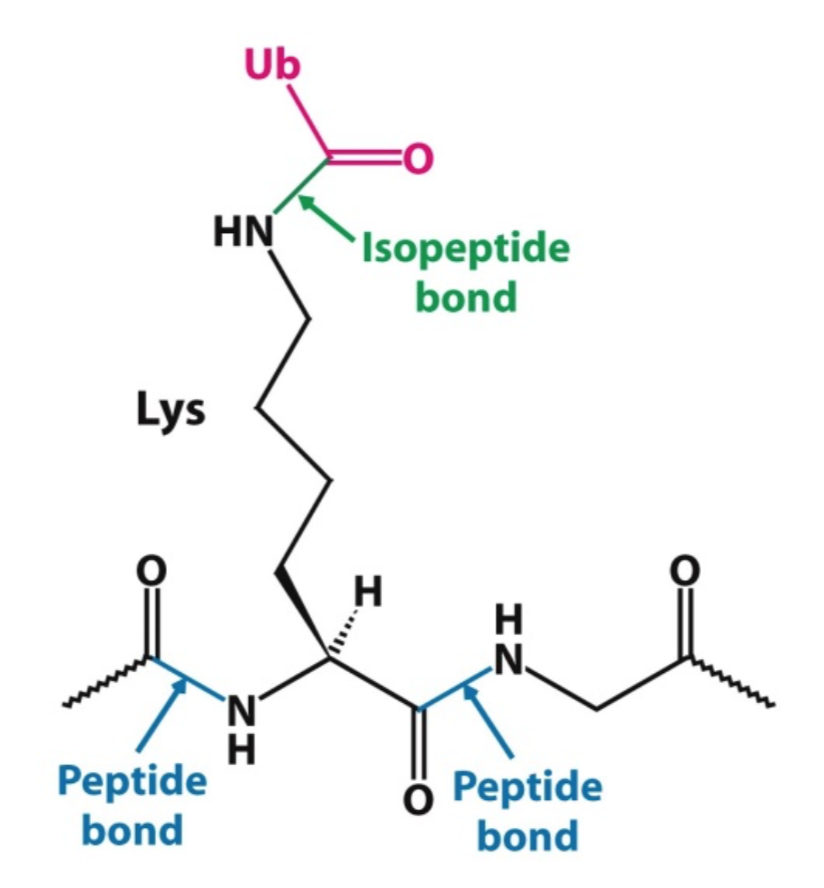 Ub
O
HN
Isopeptide
bond
Lys
O
H
O
H
N
N
H
O
Peptide
bond
Peptide
bond